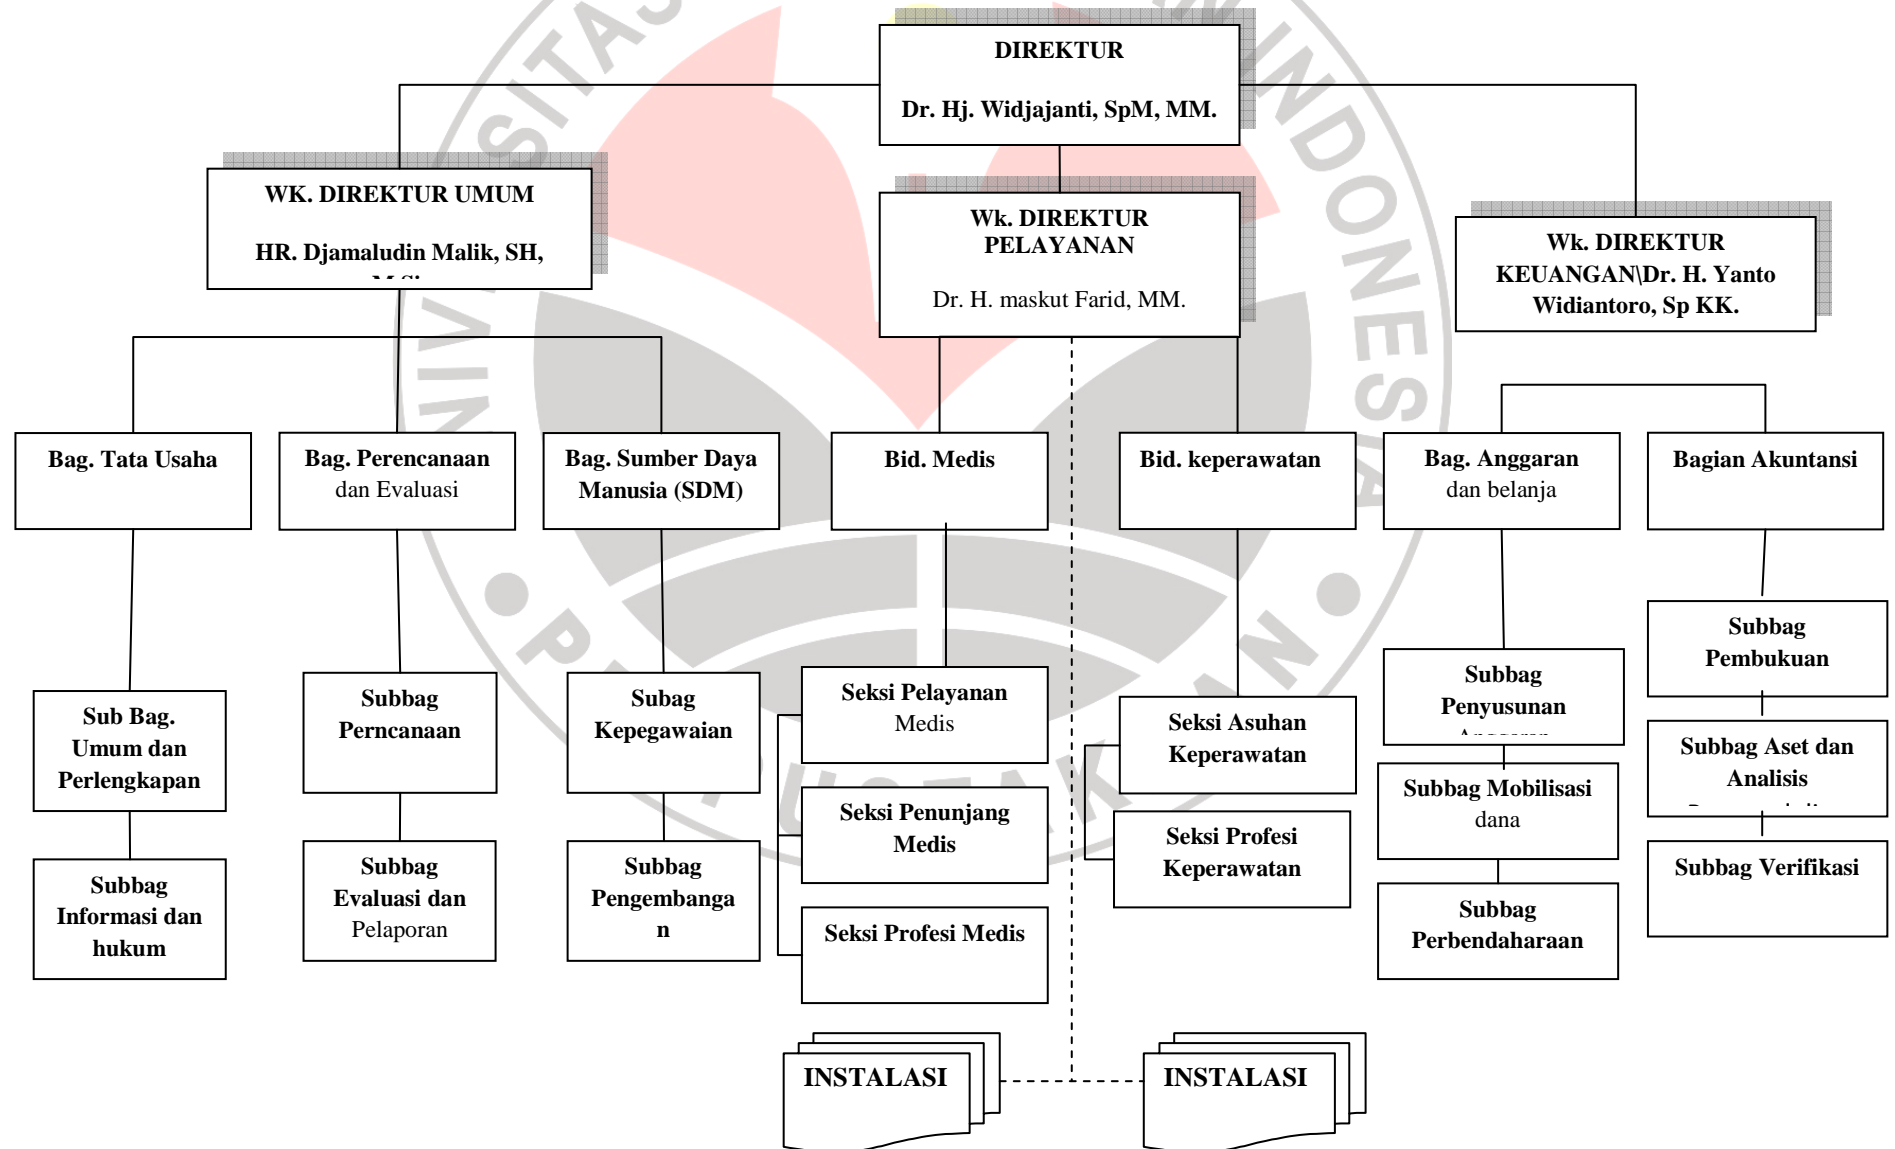 DIREKTUR
Dr. Hj. Widjajanti, SpM, MM.
WK. DIREKTUR UMUM
HR. Djamaludin Malik, SH,
Wk. DIREKTUR
PELAYANAN
Dr. H. maskut Farid, MM.
Wk. DIREKTUR
KEUANGAN\Dr. H. Yanto
Widiantoro, Sp KK.
Bag. Tata Usaha
Bag. Perencanaan
dan Evaluasi
Bag. Sumber Daya
Manusia (SDM)
Bid. Medis
Bid. keperawatan
Bag. Anggaran
dan belanja
Bagian Akuntansi
Sub Bag.
Umum dan
Perlengkapan
Subbag
Informasi dan
hukum
Subbag
Perncanaan
Subbag
Evaluasi dan
Pelaporan
Subag
Kepegawaian
Subbag
Pengembanga
n
Seksi Pelayanan
Medis
Seksi Penunjang
Medis
Seksi Profesi Medis
Seksi Asuhan
Keperawatan
Seksi Profesi
Keperawatan
Subbag
Penyusunan
Subbag Mobilisasi
dana
Subbag
Perbendaharaan
Subbag
Pembukuan
Subbag Aset dan
Analisis
Subbag Verifikasi
INSTALASI
INSTALASI
INDONESIA